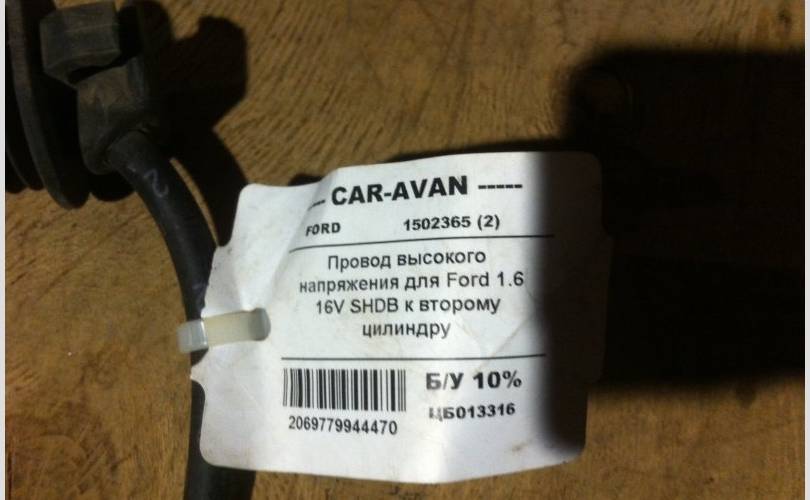 ---- CAR-AVAN -----
FORD 1502365 (2)
Провод высокого
напряжения для Ford 1.6
16V SHDB к второму
цилиндру
Б/У 10%
2069779944470 ЦБ013316
2